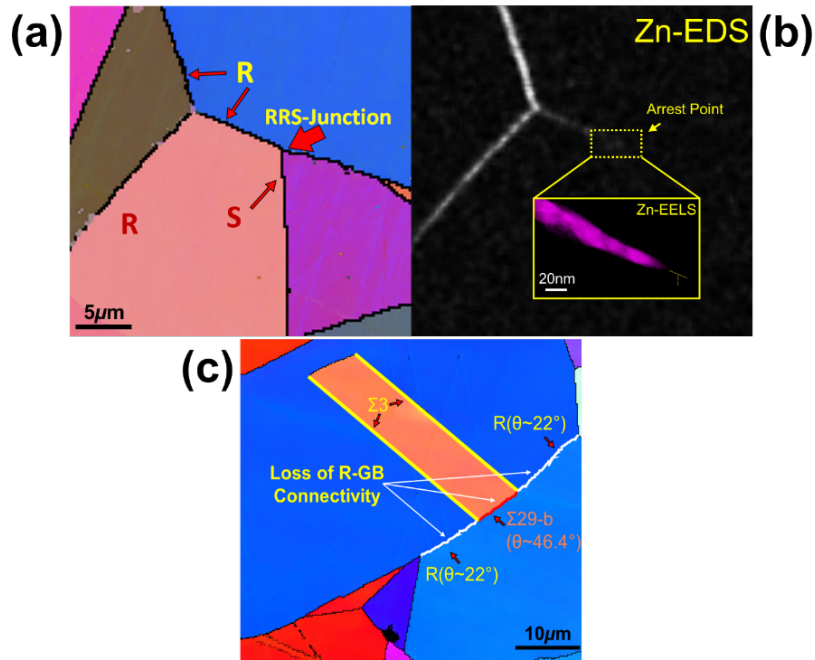 (a)
R
RRS-Junction
R
S
5µm
Zn-EDS
(b)
Arrest Point
Zn-EELS
20nm
(c)
Σ3
R(θ~22°)
Loss of R-GB
Connectivity
Σ29-b
(θ~46.4°)
R(θ~22°)
10µm